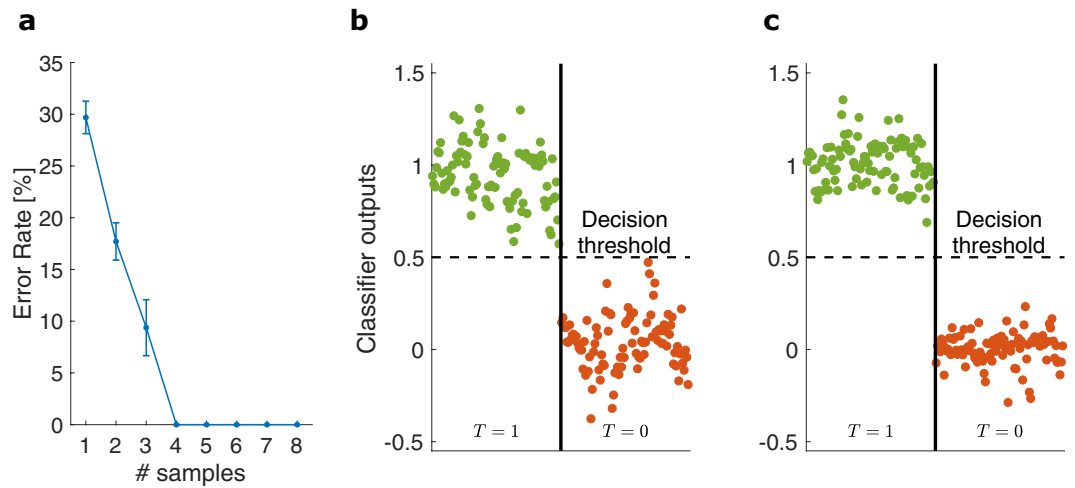 a
35
30
25
20
15
10
5
0
Error Rate [%]
1 2 3 4 5 6 7 8
# samples
b
1.5
1
0.5
0
-0.5
Classifier outputs
Decision
threshold
T = 1
T = 0
c
1.5
1
0.5
0
-0.5
Decision
threshold
T = 1
T = 0